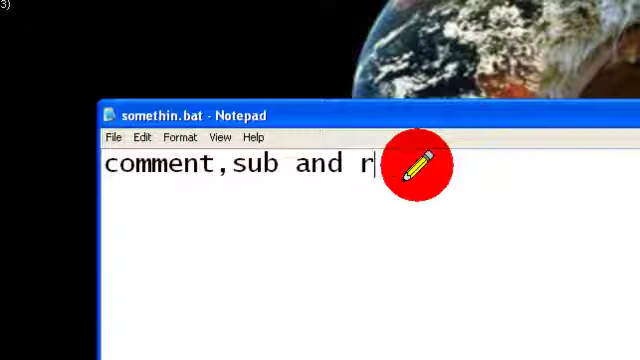 3)
somethin.bat - Notepad
File Edit Format View Help
comment,sub and r